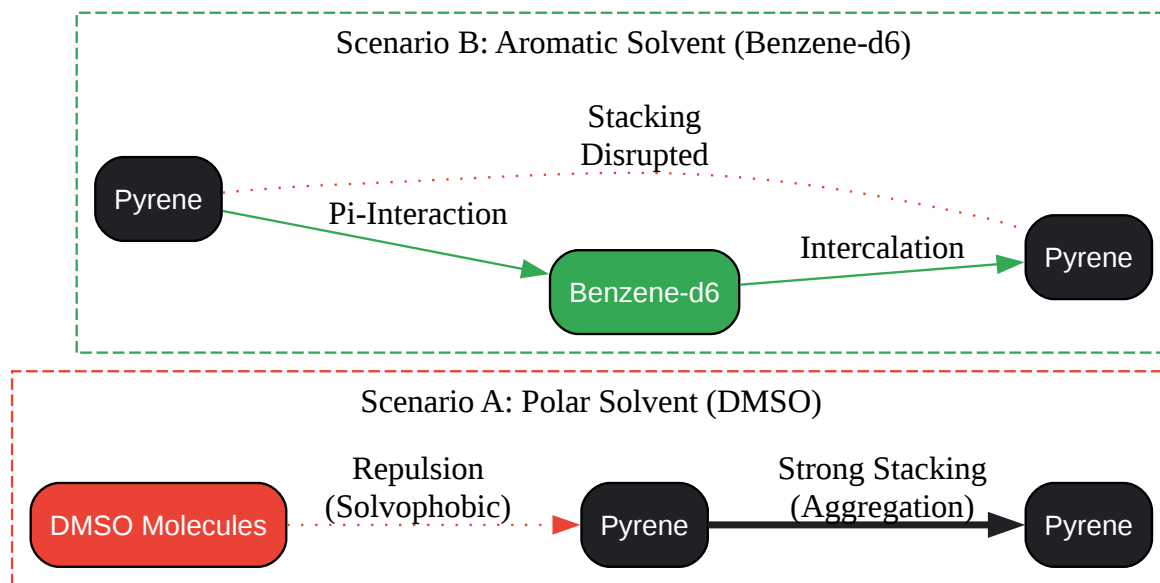 Scenario B: Aromatic Solvent (Benzene-d6)
Stacking
Disrupted
Pyrene
Pi-Interaction
Benzene-d6
Intercalation
Pyrene
Scenario A: Polar Solvent (DMSO)
DMSO Molecules
Repulsion
(Solvophobic)
Pyrene
Strong Stacking
(Aggregation)
Pyrene